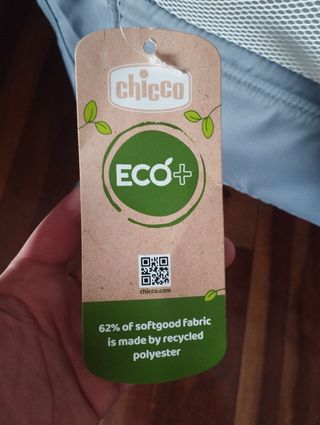 chicco
ECO+
chicco.com
62% of softgood fabric
is made by recycled
polyester